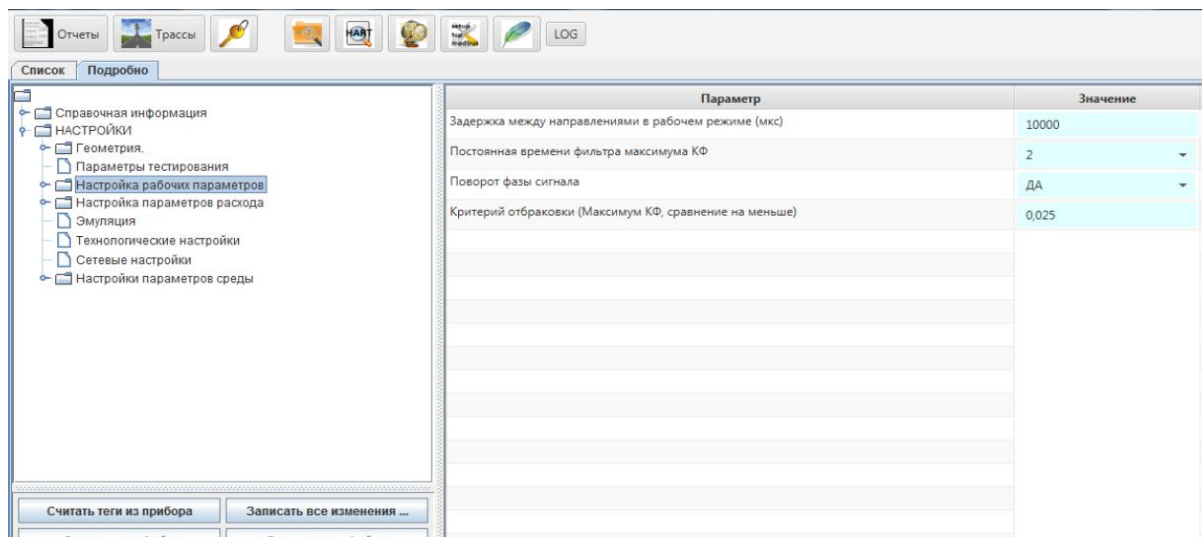 Отчеты Трассы HART setup tcp modbus LOG
Список Подробно
Справочная информация
НАСТРОЙКИ
Геометрия.
Параметры тестирования
Настройка рабочих параметров
Настройка параметров расхода
Эмуляция
Технологические настройки
Сетевые настройки
Настройки параметров среды
Считать теги из прибора Записать все изменения ...
Параметр Значение
Задержка между направлениями в рабочем режиме (мкс) 10000
Постоянная времени фильтра максимума КФ 2
Поворот фазы сигнала ДА
Критерий отбраковки (Максимум КФ, сравнение на меньше) 0,025